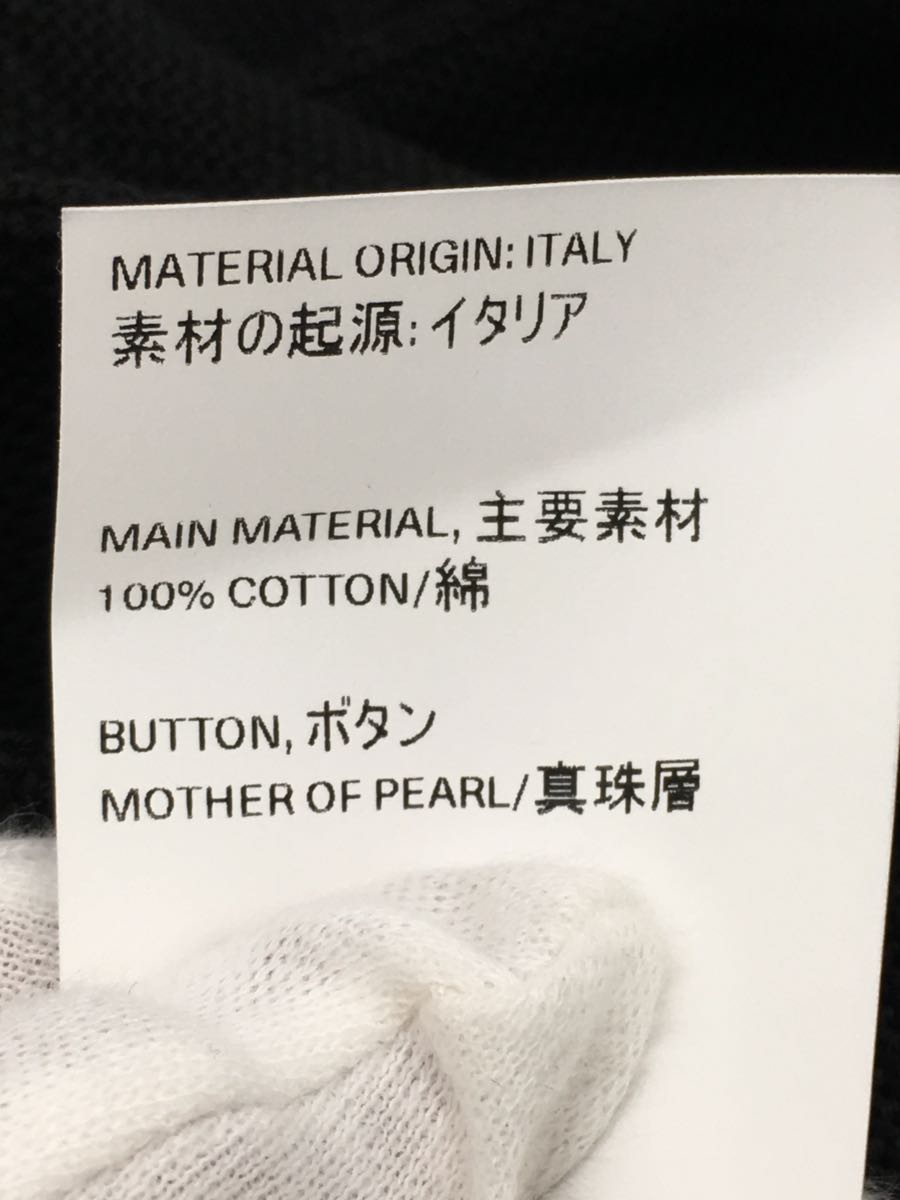 MATERIAL ORIGIN: ITALY
素材の起源: イタリア
MAIN MATERIAL, 主要素材
100% COTTON/綿
BUTTON, ボタン
MOTHER OF PEARL/真珠層